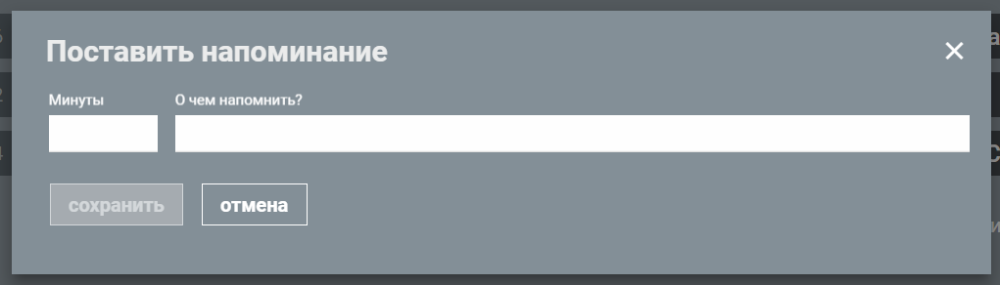 Поставить напоминание
Минуты
О чем напомнить?
сохранить
отмена